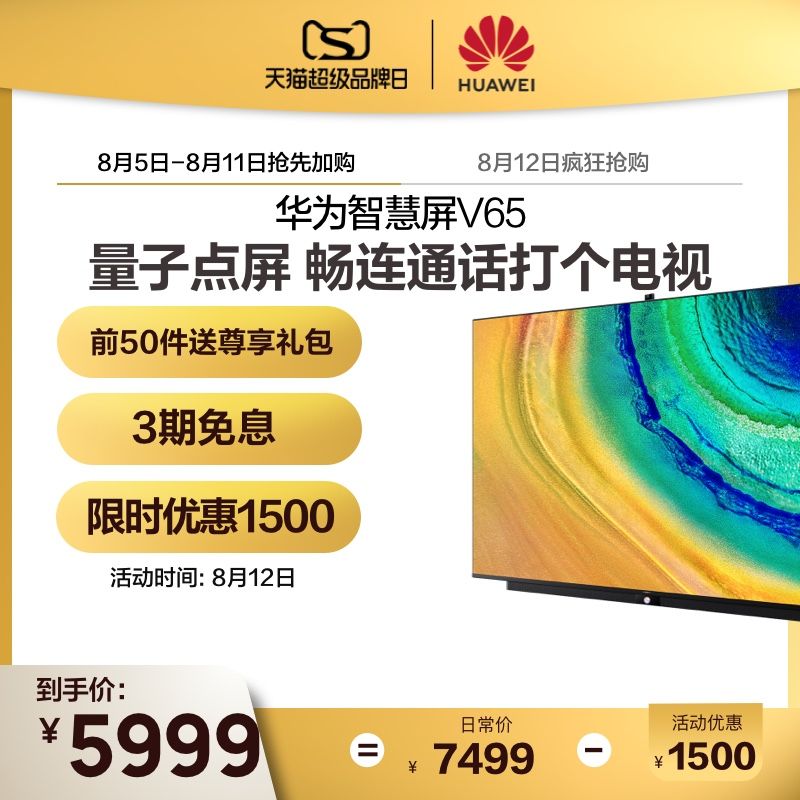 天猫超级品牌日
HUAWEI
8月5日-8月11日抢先加购
8月12日疯狂抢购
华为智慧屏V65
量子点屏 畅连通话打个电视
前50件送尊享礼包
3期免息
限时优惠1500
活动时间: 8月12日
到手价:
¥5999
=
日常价
¥7499
-
活动优惠
¥1500